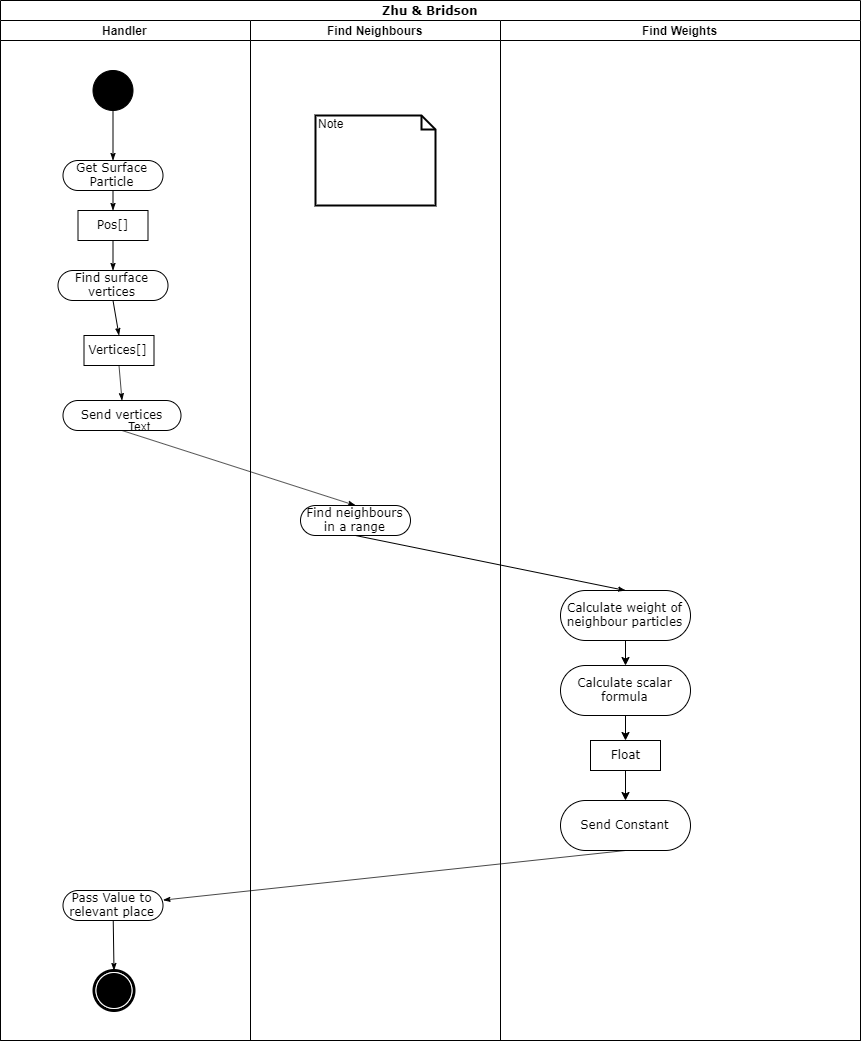 Zhu & Bridson
Handler
Find Neighbours
Find Weights
Note
Get Surface
Particle
Pos[]
Find surface
vertices
Vertices[]
Send vertices
Text
Find neighbours
in a range
Calculate weight of
neighbour particles
Calculate scalar
formula
Float
Send Constant
Pass Value to
relevant place